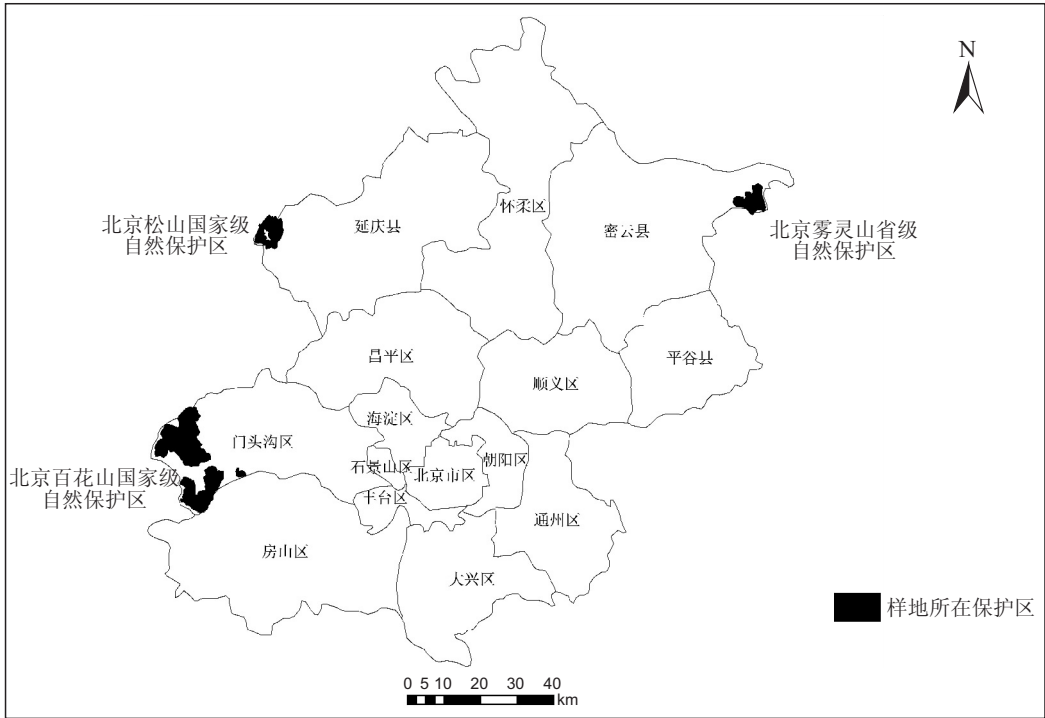 N
怀柔区
北京松山国家级
自然保护区
延庆县
密云县
北京雾灵山省级
自然保护区
昌平区
平谷县
顺义区
海淀区
门头沟区
石景山区
北京市区
朝阳区
北京百花山国家级
自然保护区
丰台区
通州区
房山区
大兴区
样地所在保护区
0 5 10 20 30 40
km